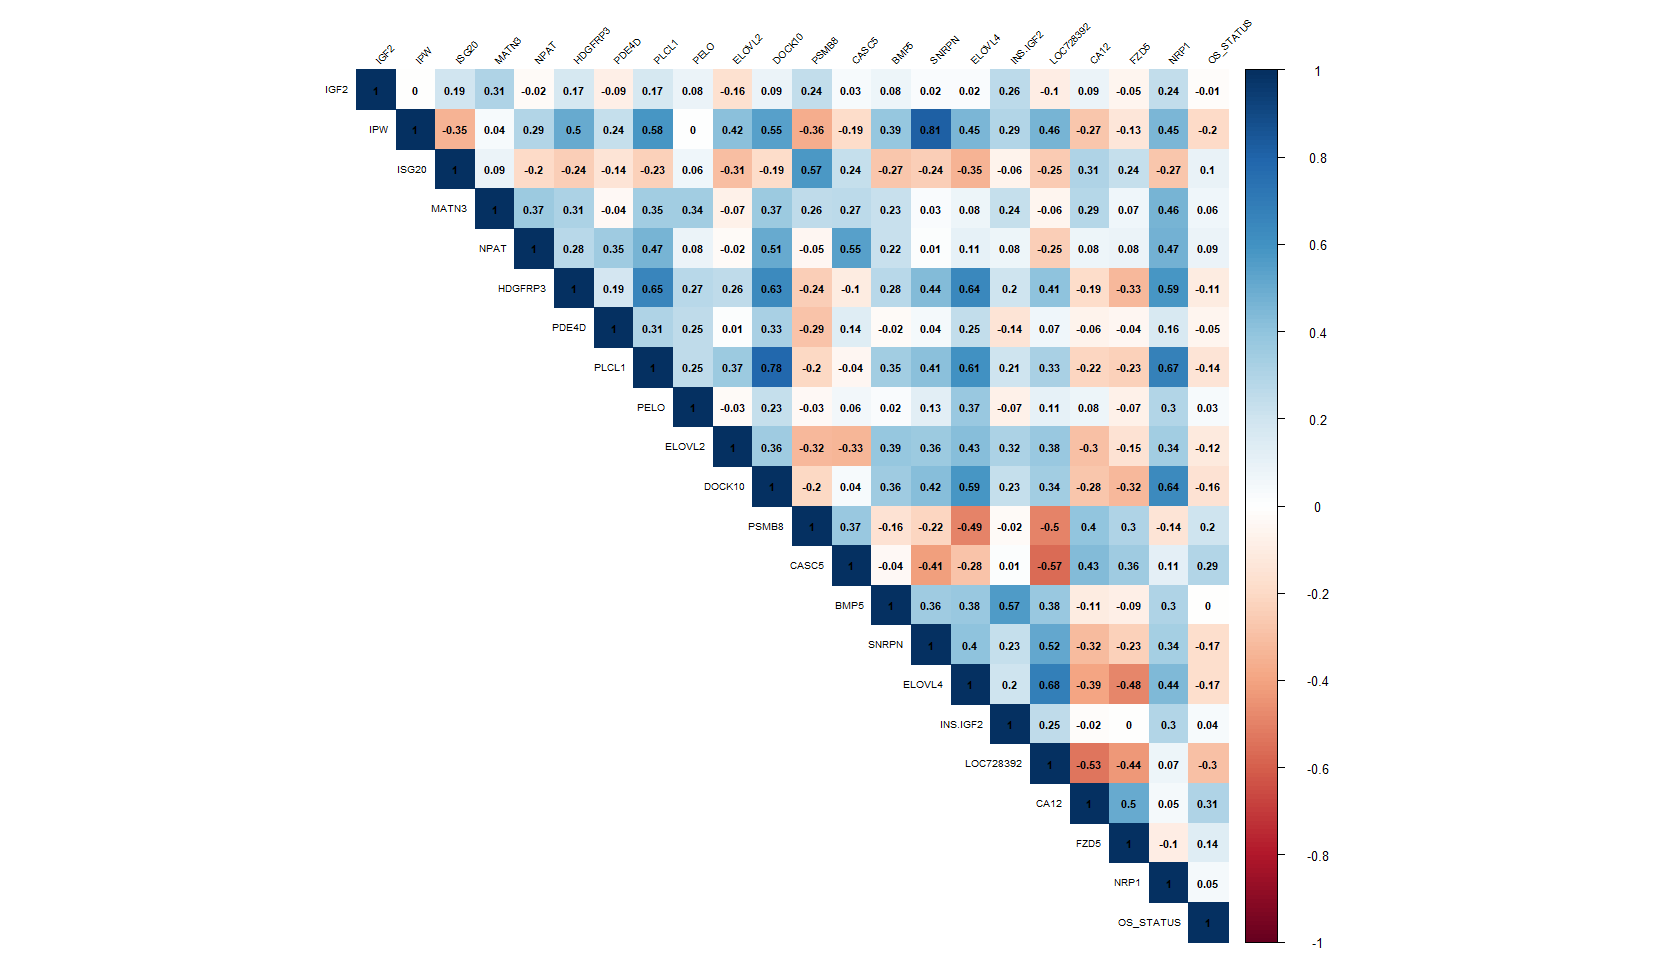 IGF2 IPW ISG20 MATN3 NPAT HDGFRP3 PDE4D PLCL1 PELO ELOVL2 DOCK10 PSMB8 CASC5 BMP5 SNRPN ELOVL4 INS.IGF2 LOC728392 CA12 FZD5 NRP1 OS_STATUS
IGF2 1 0 0.19 0.31 -0.02 0.17 -0.09 0.17 0.08 -0.16 0.09 0.24 0.03 0.08 0.02 0.02 0.26 -0.1 0.09 -0.05 0.24 -0.01
IPW 1 -0.35 0.04 0.29 0.5 0.24 0.58 0 0.42 0.55 -0.36 -0.19 0.39 0.81 0.45 0.29 0.46 -0.27 -0.13 0.45 -0.2
ISG20 1 0.09 -0.2 -0.24 -0.14 -0.23 0.06 -0.31 -0.19 0.57 0.24 -0.27 -0.24 -0.35 -0.06 -0.25 0.31 0.24 -0.27 0.1
MATN3 1 0.37 0.31 -0.04 0.35 0.34 -0.07 0.37 0.26 0.27 0.23 0.03 0.08 0.24 -0.06 0.29 0.07 0.46 0.06
NPAT 1 0.28 0.35 0.47 0.08 -0.02 0.51 -0.05 0.55 0.22 0.01 0.11 0.08 -0.25 0.08 0.08 0.47 0.09
HDGFRP3 1 0.19 0.65 0.27 0.26 0.63 -0.24 -0.1 0.28 0.44 0.64 0.2 0.41 -0.19 -0.33 0.59 -0.11
PDE4D 1 0.31 0.25 0.01 0.33 -0.29 0.14 -0.02 0.04 0.25 -0.14 0.07 -0.06 -0.04 0.16 -0.05
PLCL1 1 0.25 0.37 0.78 -0.2 -0.04 0.35 0.41 0.61 0.21 0.33 -0.22 -0.23 0.67 -0.14
PELO 1 -0.03 0.23 -0.03 0.06 0.02 0.13 0.37 -0.07 0.11 0.08 -0.07 0.3 0.03
ELOVL2 1 0.36 -0.32 -0.33 0.39 0.36 0.43 0.32 0.38 -0.3 -0.15 0.34 -0.12
DOCK10 1 -0.2 0.04 0.36 0.42 0.59 0.23 0.34 -0.28 -0.32 0.64 -0.16
PSMB8 1 0.37 -0.16 -0.22 -0.49 -0.02 -0.5 0.4 0.3 -0.14 0.2
CASC5 1 -0.04 -0.41 -0.28 0.01 -0.57 0.43 0.36 0.11 0.29
BMP5 1 0.36 0.38 0.57 0.38 -0.11 -0.09 0.3 0
SNRPN 1 0.4 0.23 0.52 -0.32 -0.23 0.34 -0.17
ELOVL4 1 0.2 0.68 -0.39 -0.48 0.44 -0.17
INS.IGF2 1 0.25 -0.02 0 0.3 0.04
LOC728392 1 -0.53 -0.44 0.07 -0.3
CA12 1 0.5 0.05 0.31
FZD5 1 -0.1 0.14
NRP1 1 0.05
OS_STATUS 1
1
0.8
0.6
0.4
0.2
0
-0.2
-0.4
-0.6
-0.8
-1